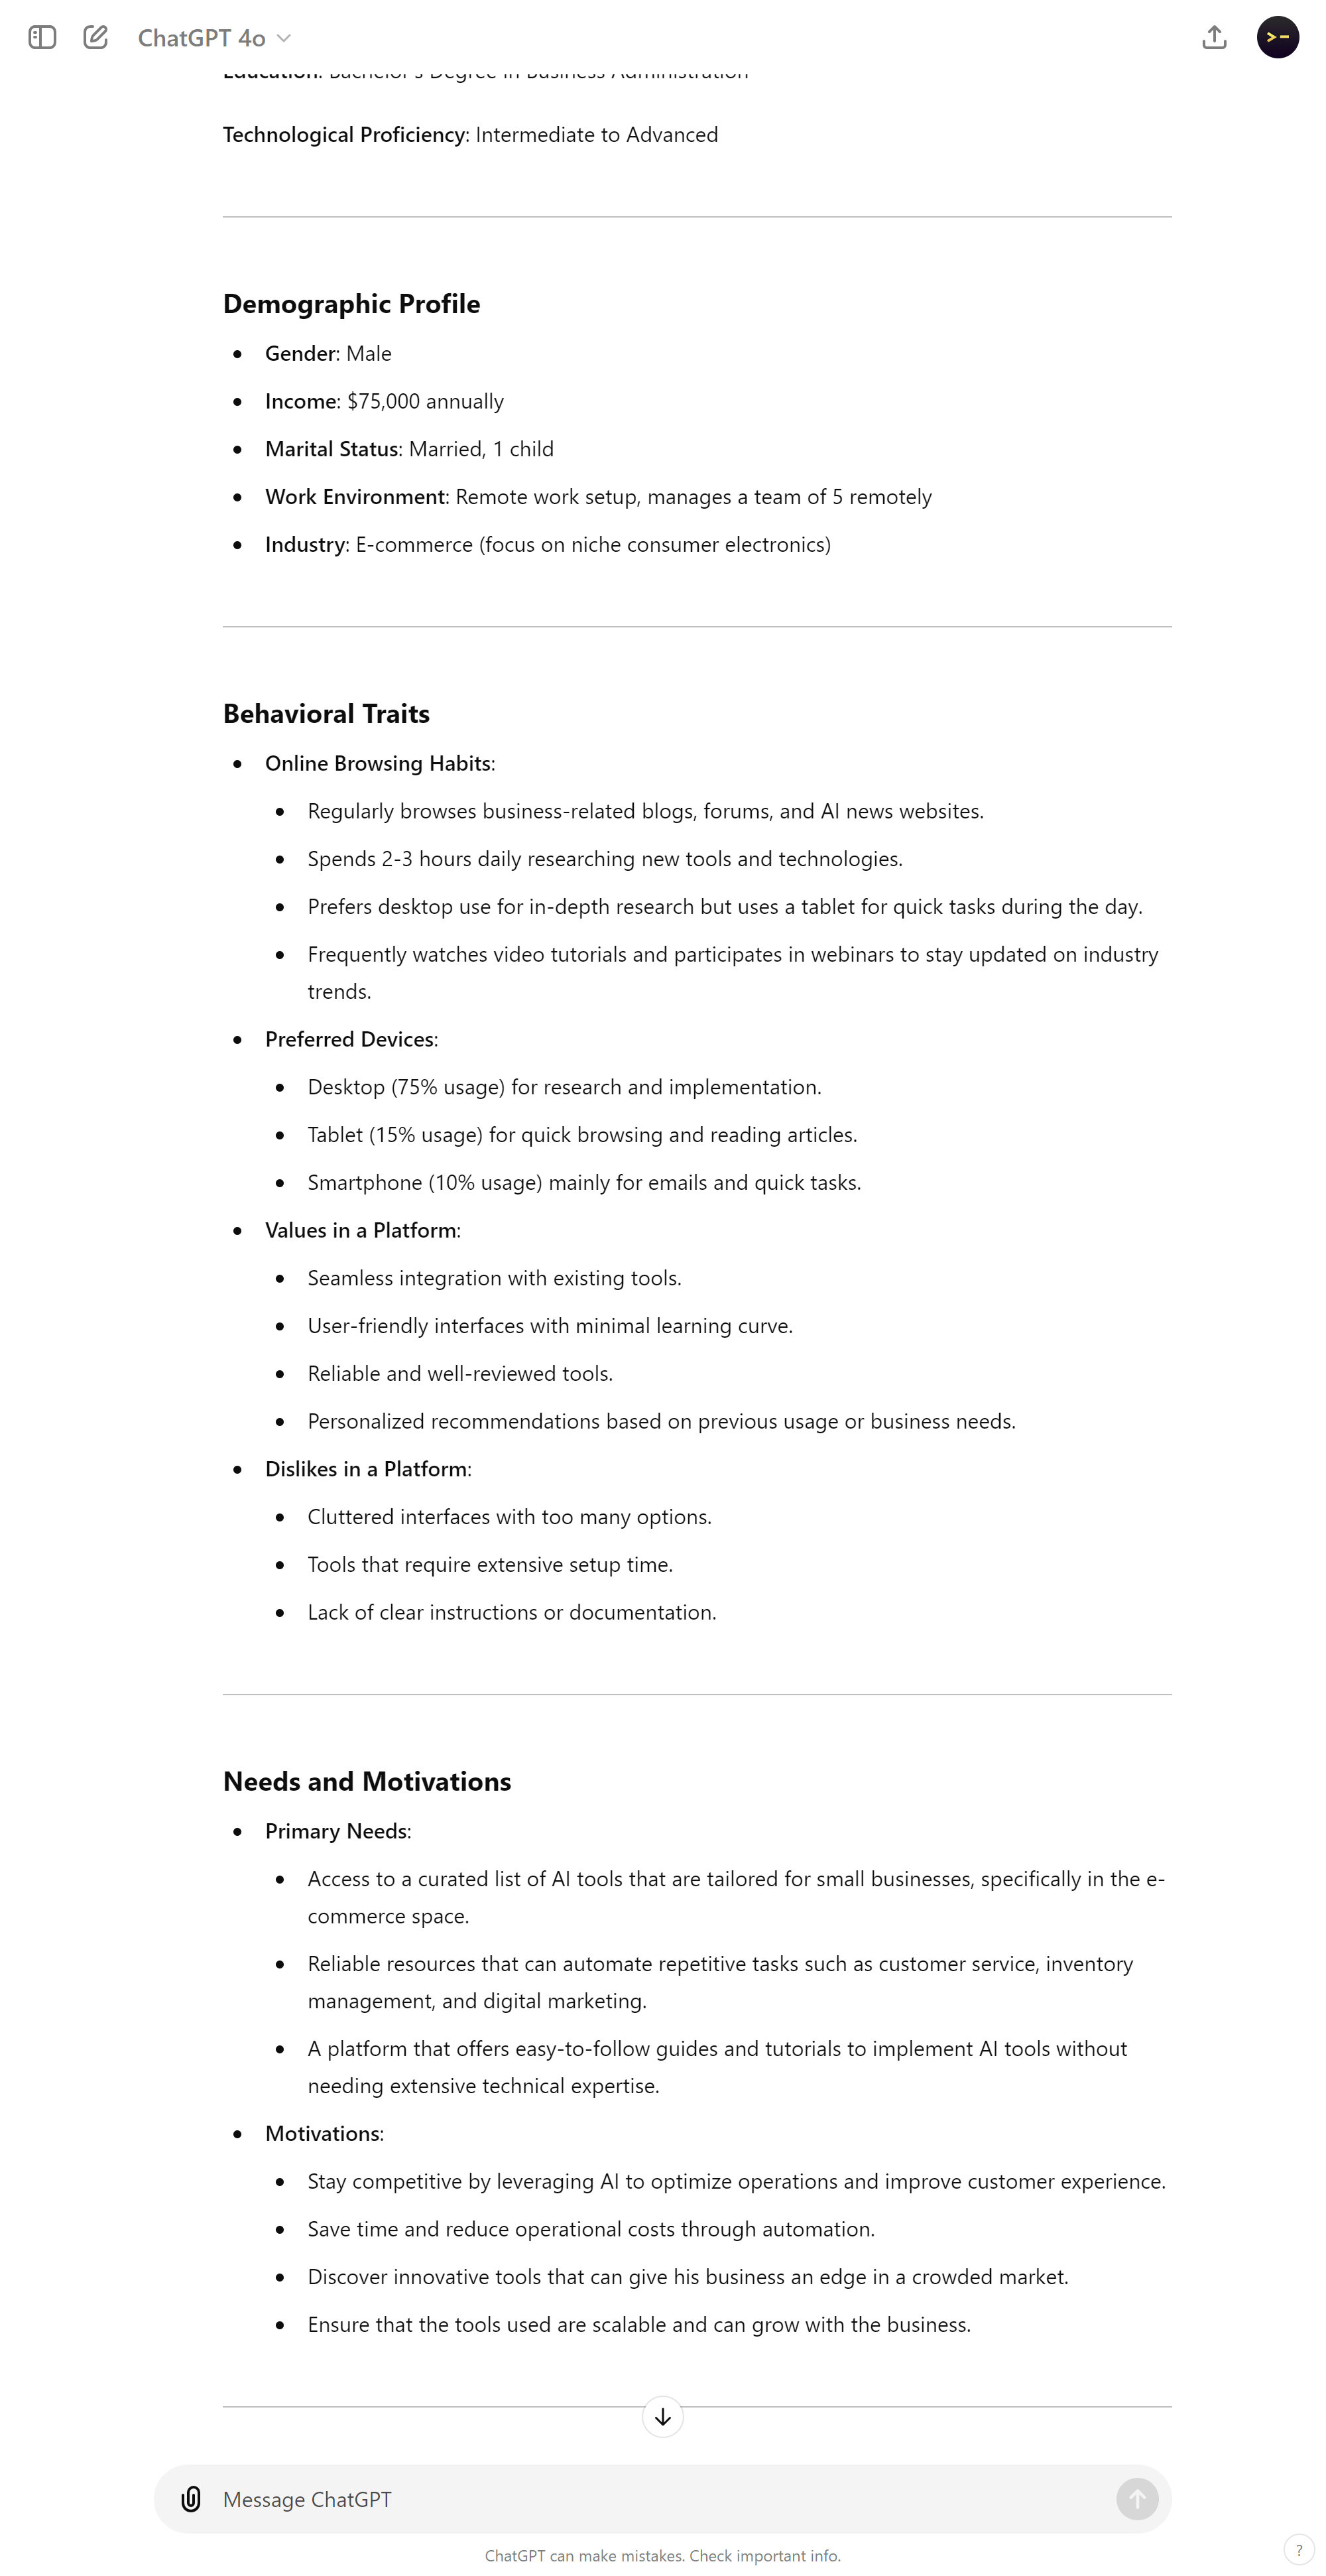 ChatGPT 4o
Education: Bachelor's Degree in Business Administration
Technological Proficiency: Intermediate to Advanced
Demographic Profile
Gender: Male
Income: $75,000 annually
Marital Status: Married, 1 child
Work Environment: Remote work setup, manages a team of 5 remotely
Industry: E-commerce (focus on niche consumer electronics)
Behavioral Traits
Online Browsing Habits:
Regularly browses business-related blogs, forums, and AI news websites.
Spends 2-3 hours daily researching new tools and technologies.
Prefers desktop use for in-depth research but uses a tablet for quick tasks during the day.
Frequently watches video tutorials and participates in webinars to stay updated on industry
trends.
Preferred Devices:
Desktop (75% usage) for research and implementation.
Tablet (15% usage) for quick browsing and reading articles.
Smartphone (10% usage) mainly for emails and quick tasks.
Values in a Platform:
Seamless integration with existing tools.
User-friendly interfaces with minimal learning curve.
Reliable and well-reviewed tools.
Personalized recommendations based on previous usage or business needs.
Dislikes in a Platform:
Cluttered interfaces with too many options.
Tools that require extensive setup time.
Lack of clear instructions or documentation.
Needs and Motivations
Primary Needs:
Access to a curated list of AI tools that are tailored for small businesses, specifically in the e-
commerce space.
Reliable resources that can automate repetitive tasks such as customer service, inventory
management, and digital marketing.
A platform that offers easy-to-follow guides and tutorials to implement AI tools without
needing extensive technical expertise.
Motivations:
Stay competitive by leveraging AI to optimize operations and improve customer experience.
Save time and reduce operational costs through automation.
Discover innovative tools that can give his business an edge in a crowded market.
Ensure that the tools used are scalable and can grow with the business.
Message ChatGPT
ChatGPT can make mistakes. Check important info.
?